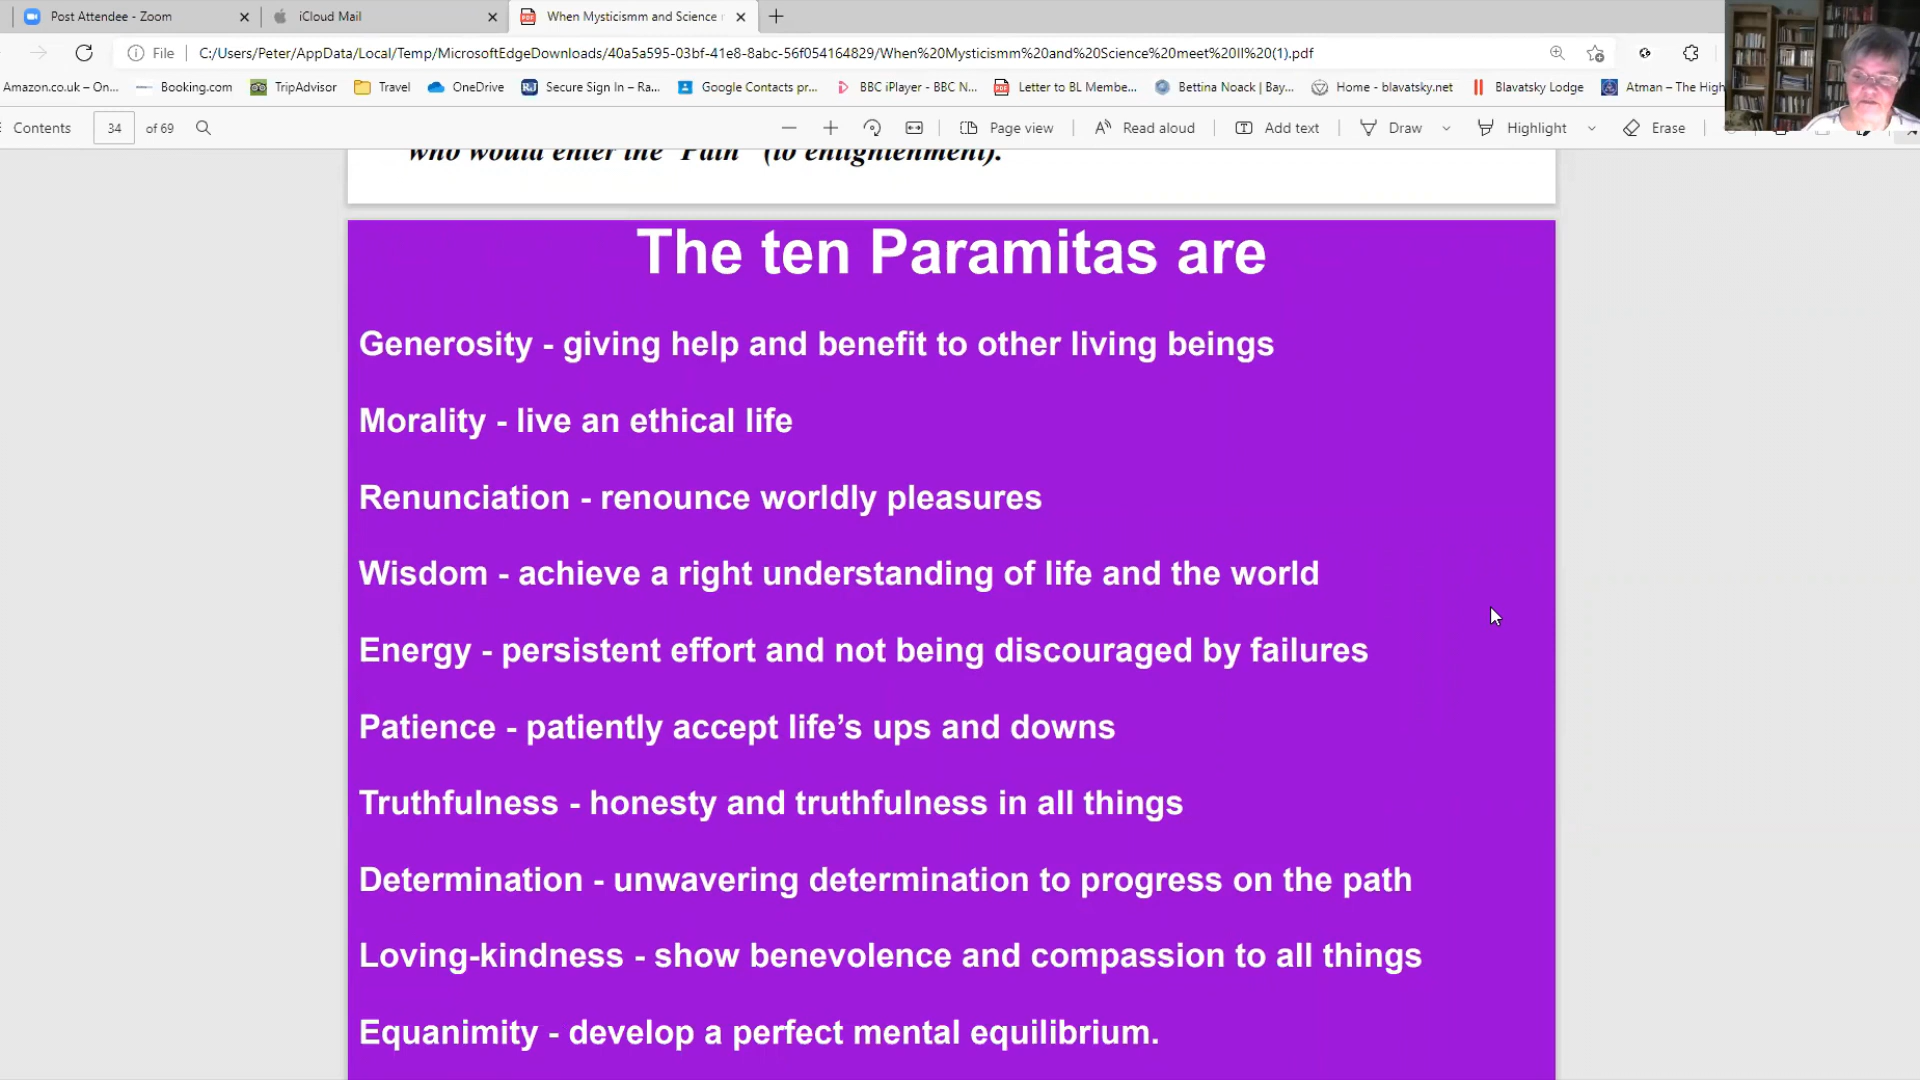 Post Attendee - Zoom
iCloud Mail
When Mysticismm and Science
File
C:/Users/Peter/AppData/Local/Temp/MicrosoftEdgeDownloads/40a5a595-03bf-41e8-8abc-56f054164829/When%20Mysticismm%20and%20Science%20meet%20II%20(1).pdf
Amazon.co.uk – On...
Booking.com
TripAdvisor
Travel
OneDrive
Secure Sign In – Ra...
Google Contacts pr...
BBC iPlayer - BBC N...
Letter to BL Membe...
Bettina Noack | Bay...
Home - blavatsky.net
Blavatsky Lodge
Atman – The High
Contents
34
of 69
Page view
Read aloud
Add text
Draw
Highlight
Erase
who would enter the "Path" (to enlightenment).
The ten Paramitas are
Generosity - giving help and benefit to other living beings
Morality - live an ethical life
Renunciation - renounce worldly pleasures
Wisdom - achieve a right understanding of life and the world
Energy - persistent effort and not being discouraged by failures
Patience - patiently accept life’s ups and downs
Truthfulness - honesty and truthfulness in all things
Determination - unwavering determination to progress on the path
Loving-kindness - show benevolence and compassion to all things
Equanimity - develop a perfect mental equilibrium.